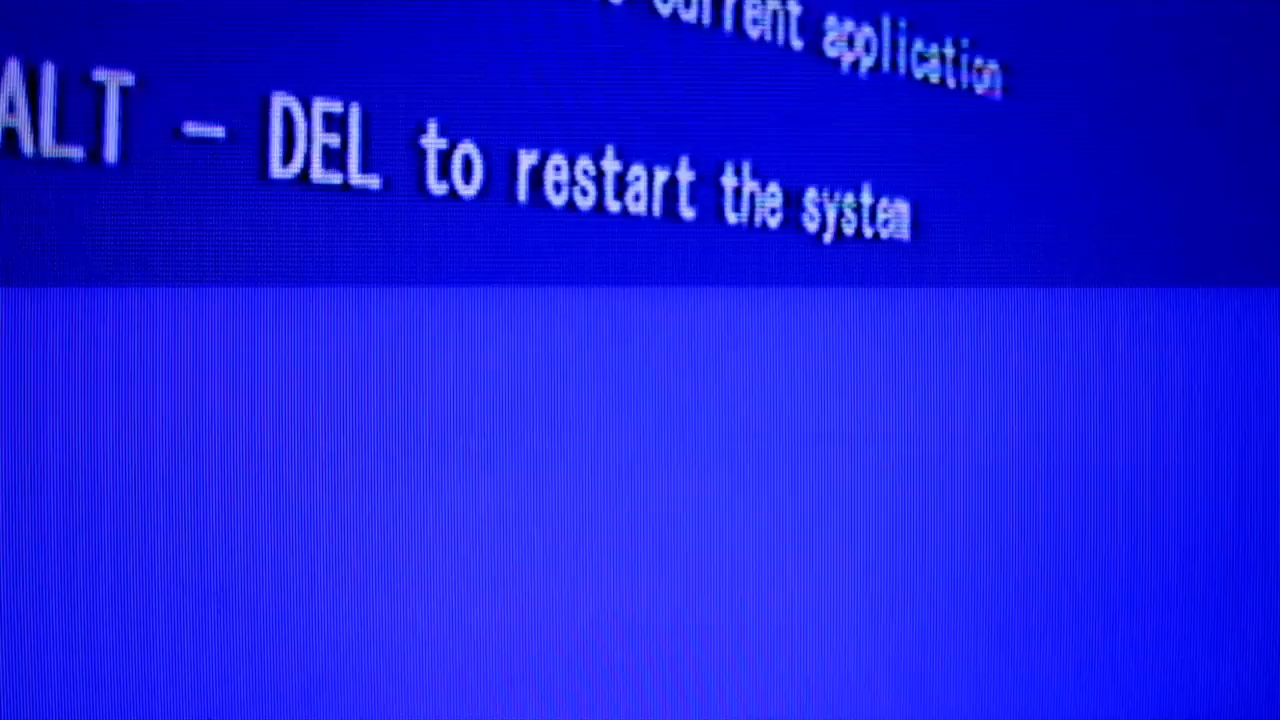 current application
ALT - DEL to restart the system